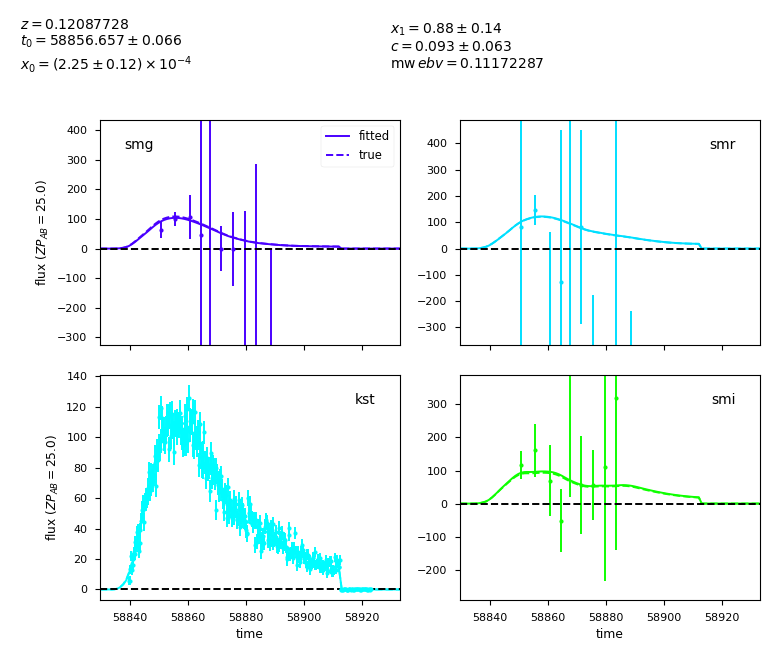 z = 0.12087728
t₀ = 58856.657 ± 0.066
x₀ = (2.25 ± 0.12) × 10⁻⁴
x₁ = 0.88 ± 0.14
c = 0.093 ± 0.063
mw ebv = 0.11172287
smg
fitted
true
400
300
200
100
0
−100
−200
−300
flux (ZP_AB = 25.0)
smr
400
300
200
100
0
−100
−200
−300
kst
140
120
100
80
60
40
20
0
flux (ZP_AB = 25.0)
58840 58860 58880 58900 58920
time
smi
300
200
100
0
−100
−200
58840 58860 58880 58900 58920
time